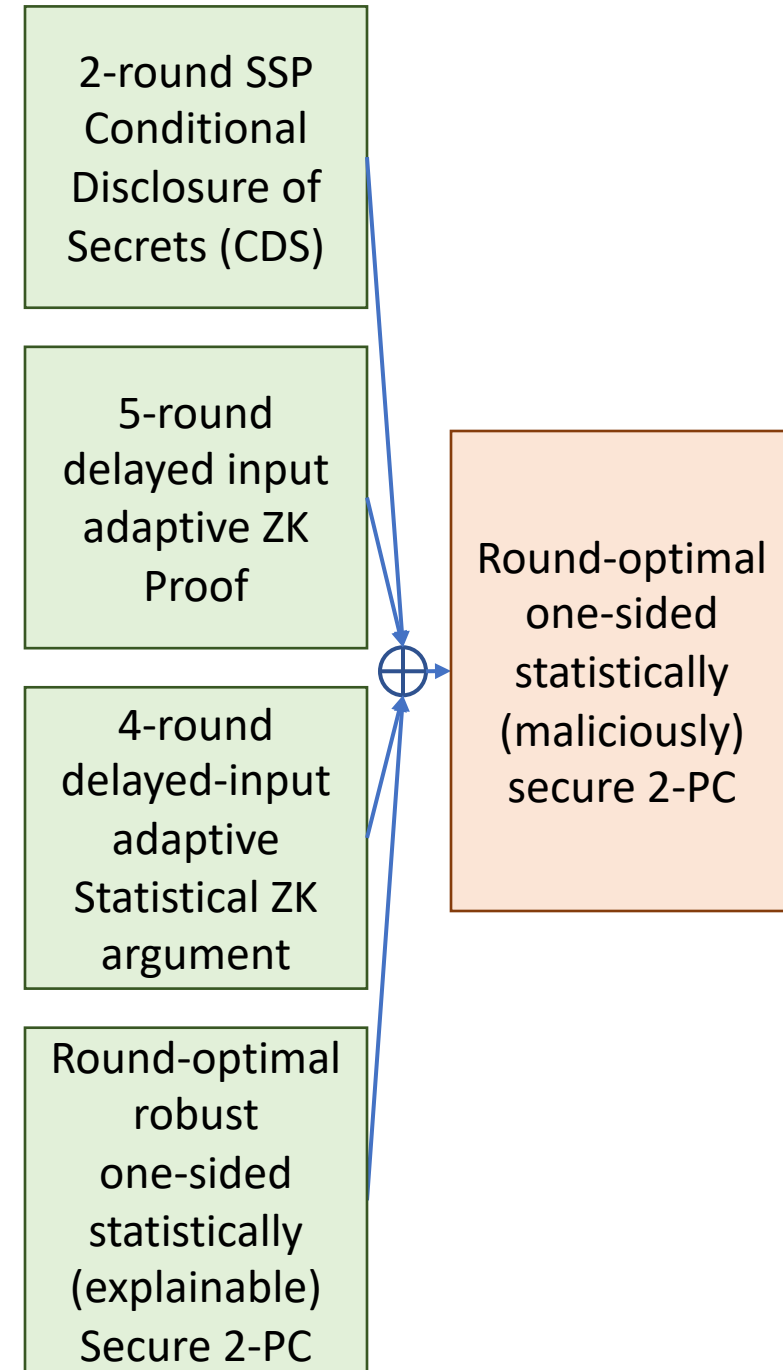 2-round SSP
Conditional
Disclosure of
Secrets (CDS)
5-round
delayed input
adaptive ZK
Proof
4-round
delayed-input
adaptive
Statistical ZK
argument
Round-optimal
robust
one-sided
statistically
(explainable)
Secure 2-PC
Round-optimal
one-sided
statistically
(maliciously)
secure 2-PC